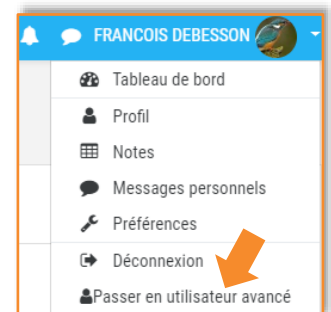 FRANCOIS DEBESSON
Tableau de bord
Profil
Notes
Messages personnels
Préférences
Déconnexion
Passer en utilisateur avancé